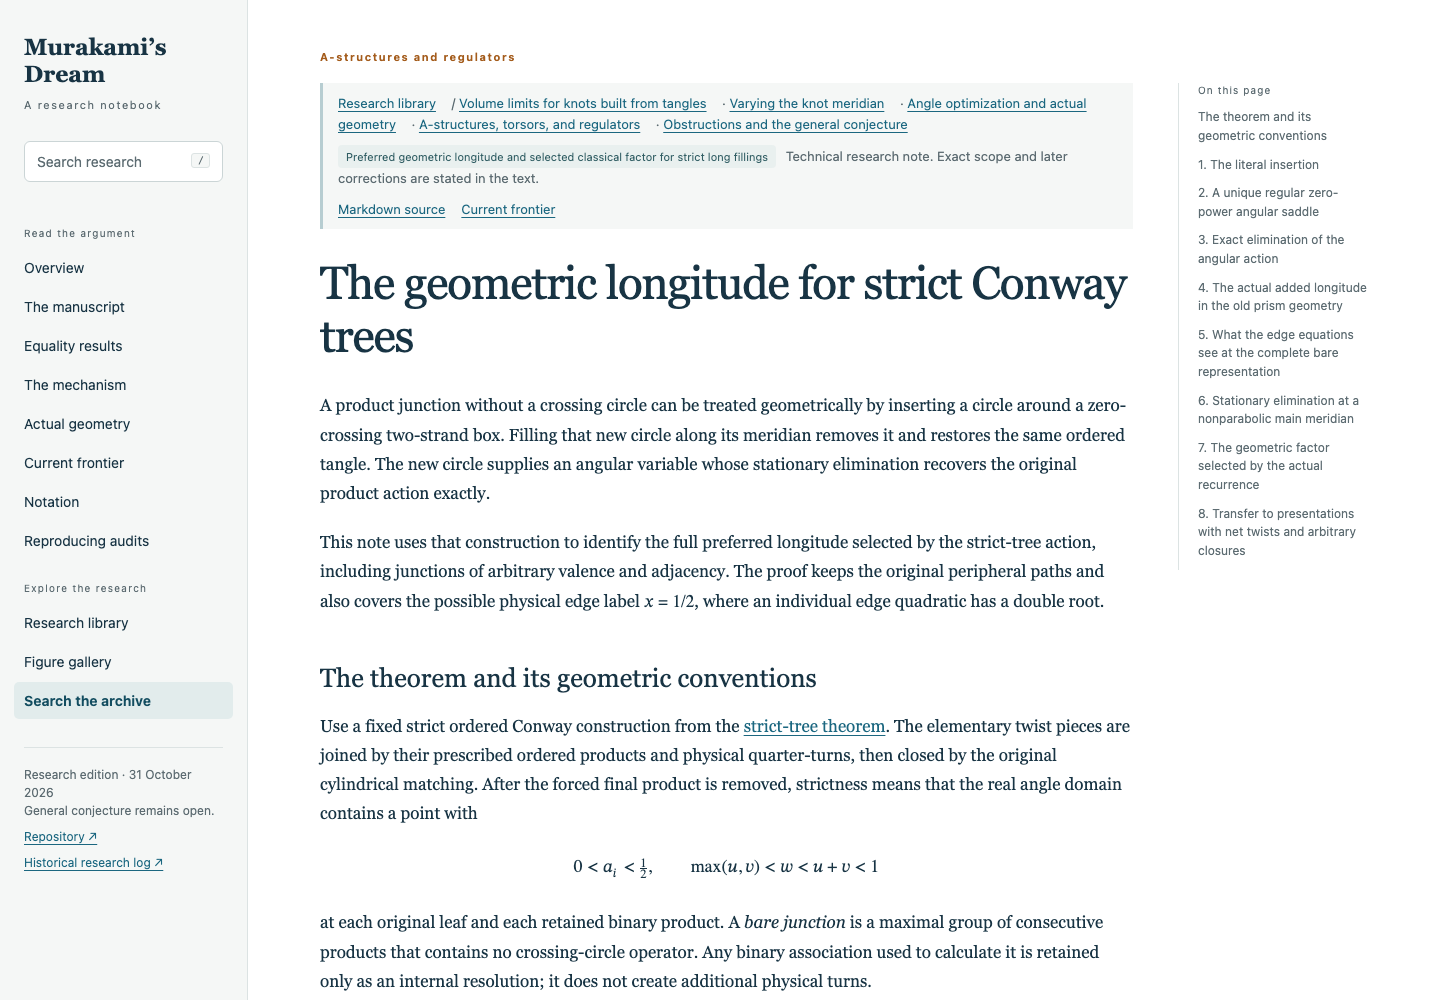 Murakami’s
Dream
A research notebook
Search research /
Read the argument
Overview
The manuscript
Equality results
The mechanism
Actual geometry
Current frontier
Notation
Reproducing audits
Explore the research
Research library
Figure gallery
Search the archive
Research edition · 31 October
2026
General conjecture remains open.
Repository ↗
Historical research log ↗
A-structures and regulators
Research library / Volume limits for knots built from tangles · Varying the knot meridian · Angle optimization and actual
geometry · A-structures, torsors, and regulators · Obstructions and the general conjecture
Preferred geometric longitude and selected classical factor for strict long fillings Technical research note. Exact scope and later
corrections are stated in the text.
Markdown source Current frontier
The geometric longitude for strict Conway
trees
A product junction without a crossing circle can be treated geometrically by inserting a circle around a zero-
crossing two-strand box. Filling that new circle along its meridian removes it and restores the same ordered
tangle. The new circle supplies an angular variable whose stationary elimination recovers the original
product action exactly.
This note uses that construction to identify the full preferred longitude selected by the strict-tree action,
including junctions of arbitrary valence and adjacency. The proof keeps the original peripheral paths and
also covers the possible physical edge label x = 1/2, where an individual edge quadratic has a double root.
The theorem and its geometric conventions
Use a fixed strict ordered Conway construction from the strict-tree theorem. The elementary twist pieces are
joined by their prescribed ordered products and physical quarter-turns, then closed by the original
cylindrical matching. After the forced final product is removed, strictness means that the real angle domain
contains a point with
0 < a_i < 1/2, max(u, v) < w < u + v < 1
at each original leaf and each retained binary product. A bare junction is a maximal group of consecutive
products that contains no crossing-circle operator. Any binary association used to calculate it is retained
only as an internal resolution; it does not create additional physical turns.
On this page
The theorem and its
geometric conventions
1. The literal insertion
2. A unique regular zero-
power angular saddle
3. Exact elimination of the
angular action
4. The actual added longitude
in the old prism geometry
5. What the edge equations
see at the complete bare
representation
6. Stationary elimination at a
nonparabolic main meridian
7. The geometric factor
selected by the actual
recurrence
8. Transfer to presentations
with net twists and arbitrary
closures